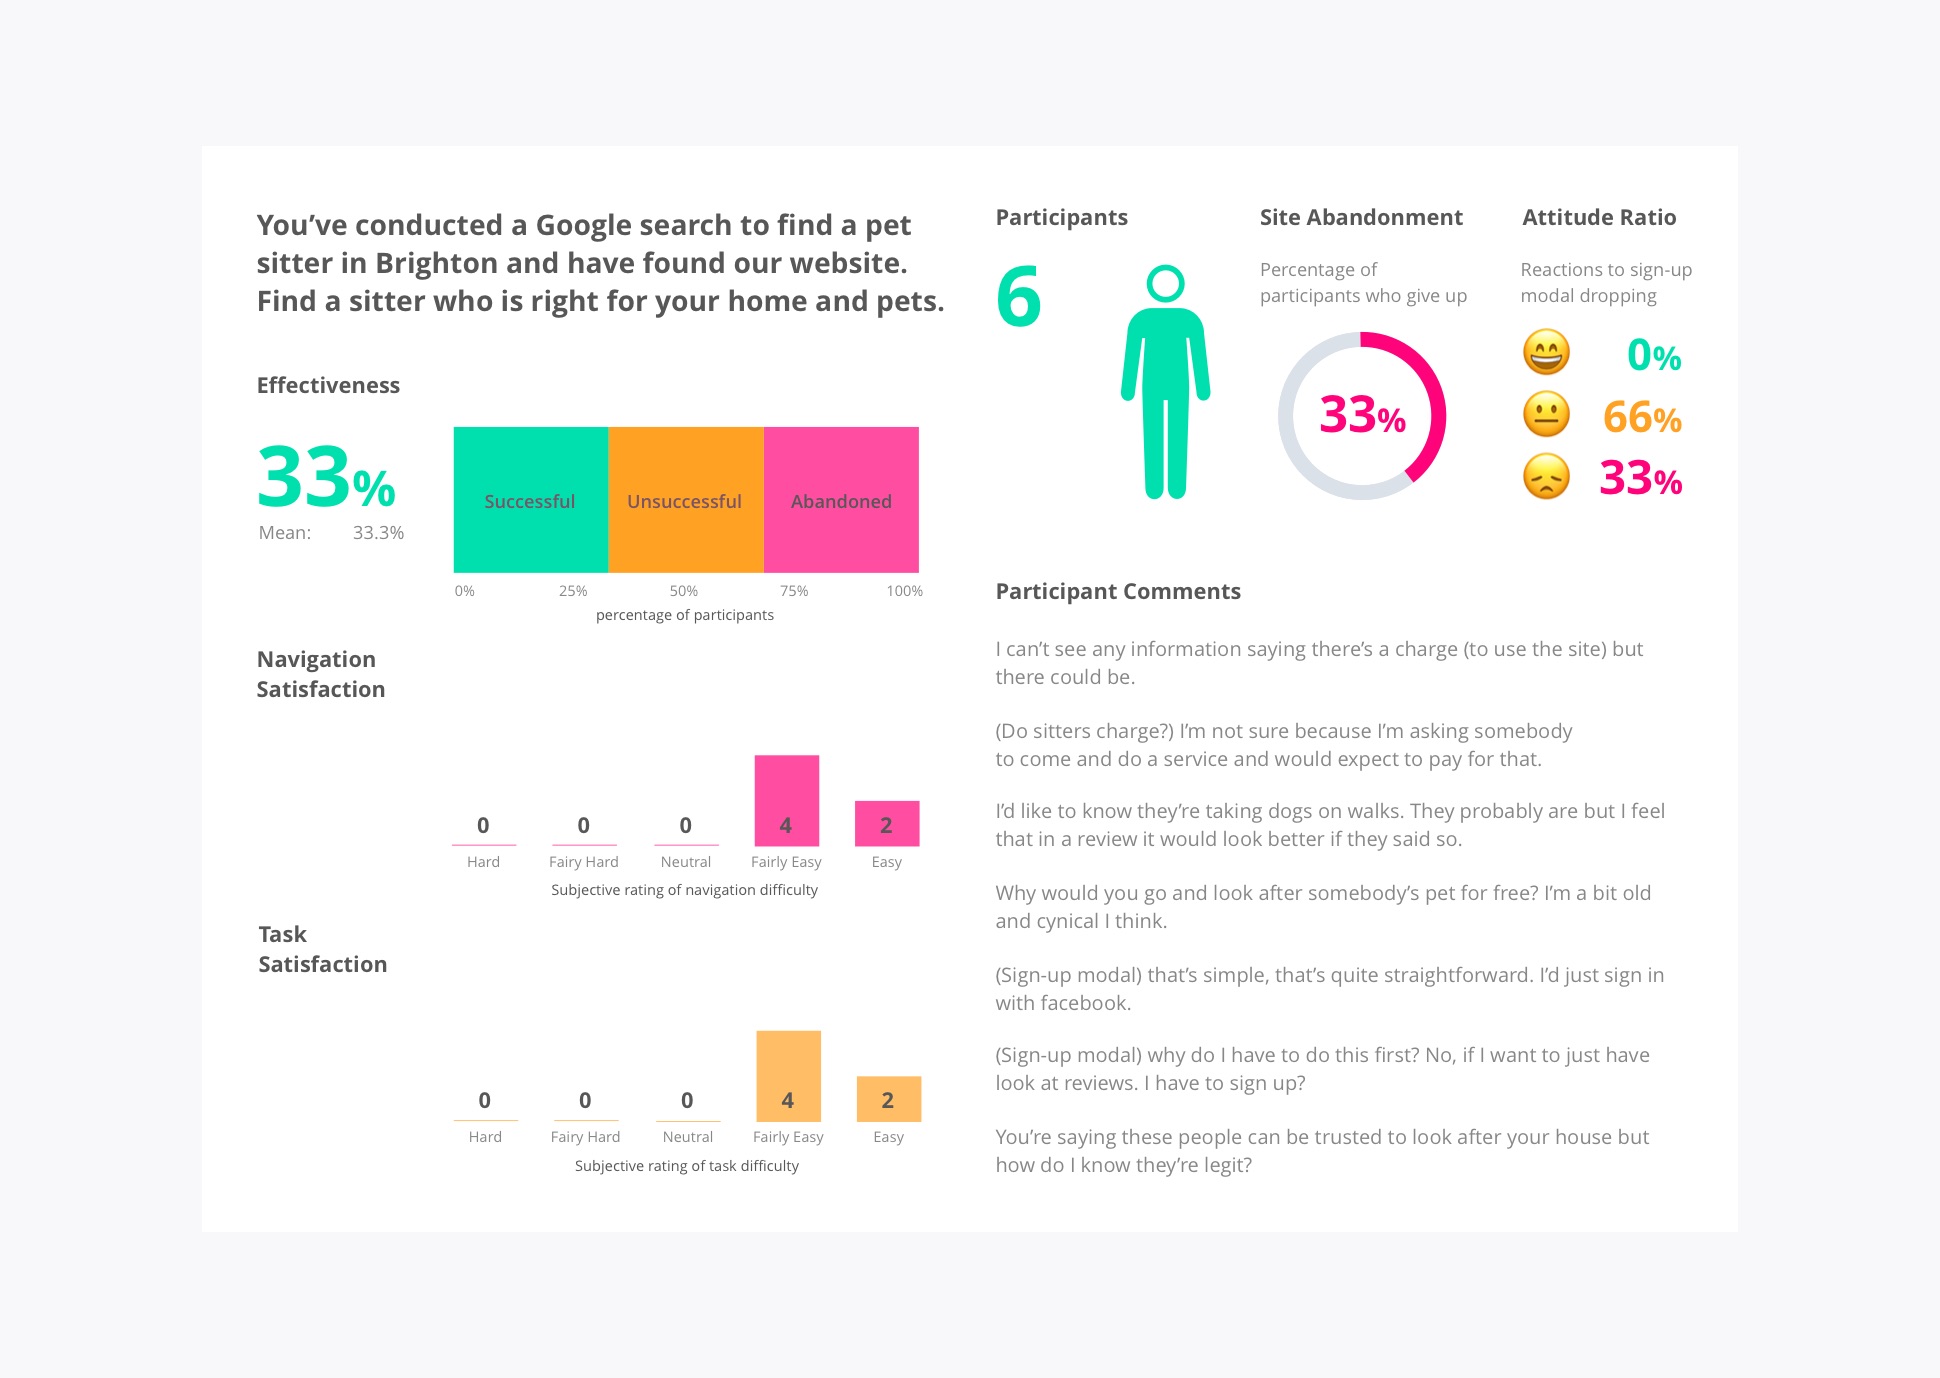 You’ve conducted a Google search to find a pet
sitter in Brighton and have found our website.
Find a sitter who is right for your home and pets.
Effectiveness
33%
Mean: 33.3%
Successful Unsuccessful Abandoned
0% 25% 50% 75% 100%
percentage of participants
Navigation
Satisfaction
0 0 0 4 2
Hard Fairy Hard Neutral Fairly Easy Easy
Subjective rating of navigation difficulty
Task
Satisfaction
0 0 0 4 2
Hard Fairy Hard Neutral Fairly Easy Easy
Subjective rating of task difficulty
Participants
6
Site Abandonment
Percentage of
participants who give up
33%
Attitude Ratio
Reactions to sign-up
modal dropping
0%
66%
33%
Participant Comments
I can’t see any information saying there’s a charge (to use the site) but
there could be.
(Do sitters charge?) I’m not sure because I’m asking somebody
to come and do a service and would expect to pay for that.
I’d like to know they’re taking dogs on walks. They probably are but I feel
that in a review it would look better if they said so.
Why would you go and look after somebody’s pet for free? I’m a bit old
and cynical I think.
(Sign-up modal) that’s simple, that’s quite straightforward. I’d just sign in
with facebook.
(Sign-up modal) why do I have to do this first? No, if I want to just have
look at reviews. I have to sign up?
You’re saying these people can be trusted to look after your house but
how do I know they’re legit?